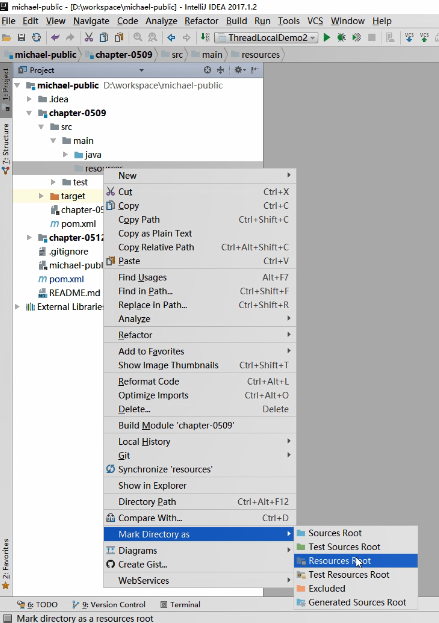 michael-public - [D:\workspace\michael-public] - IntelliJ IDEA 2017.1.2
File Edit View Navigate Code Analyze Refactor Build Run Tools VCS Window Help
ThreadLocalDemo2
VCS VCS
michael-public chapter-0509 src main resources
1: Project
Project
michael-public D:\workspace\michael-public
.idea
chapter-0509
src
main
java
resou
test
target
chapter-05
pom.xml
chapter-0512
.gitignore
michael-publ
pom.xml
README.md
External Libraries
7: Structure
2: Favorites
New
Cut Ctrl+X
Copy Ctrl+C
Copy Path Ctrl+Shift+C
Copy as Plain Text
Copy Relative Path Ctrl+Alt+Shift+C
Paste Ctrl+V
Find Usages Alt+F7
Find in Path... Ctrl+Shift+F
Replace in Path... Ctrl+Shift+R
Analyze
Refactor
Add to Favorites
Show Image Thumbnails Ctrl+Shift+T
Reformat Code Ctrl+Alt+L
Optimize Imports Ctrl+Alt+O
Delete... Delete
Build Module 'chapter-0509'
Local History
Git
Synchronize 'resources'
Show in Explorer
Directory Path Ctrl+Alt+F12
Compare With... Ctrl+D
Mark Directory as
Diagrams
Create Gist...
WebServices
Sources Root
Test Sources Root
Resources Root
Test Resources Root
Excluded
Generated Sources Root
6: TODO 9: Version Control Terminal
Mark directory as a resources root